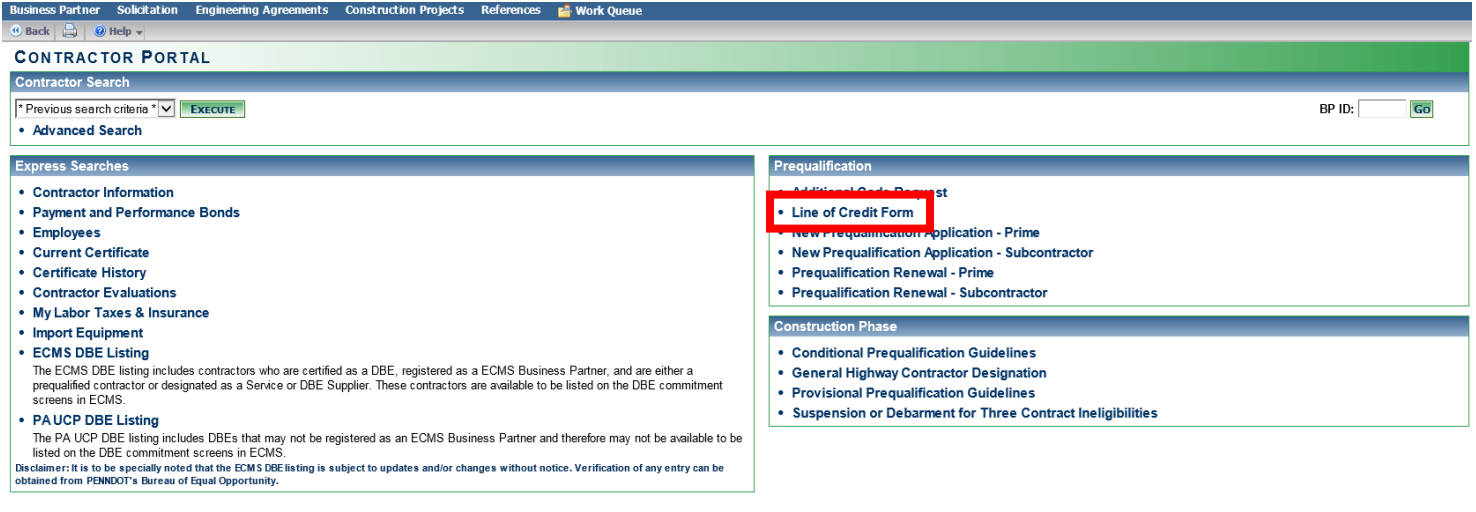 Business Partner Solicitation Engineering Agreements Construction Projects References Work Queue
Back Help
CONTRACTOR PORTAL
Contractor Search
* Previous search criteria * EXECUTE BP ID: GO
• Advanced Search
Express Searches
• Contractor Information
• Payment and Performance Bonds
• Employees
• Current Certificate
• Certificate History
• Contractor Evaluations
• My Labor Taxes & Insurance
• Import Equipment
• ECMS DBE Listing
The ECMS DBE listing includes contractors who are certified as a DBE, registered as a ECMS Business Partner, and are either a
prequalified contractor or designated as a Service or DBE Supplier. These contractors are available to be listed on the DBE commitment
screens in ECMS.
• PA UCP DBE Listing
The PA UCP DBE listing includes DBEs that may not be registered as an ECMS Business Partner and therefore may not be available to be
listed on the DBE commitment screens in ECMS.
Disclaimer: It is to be specially noted that the ECMS DBE listing is subject to updates and/or changes without notice. Verification of any entry can be
obtained from PENNDOT's Bureau of Equal Opportunity.
Prequalification
• Additional Code Request
• Line of Credit Form
• New Prequalification Application - Prime
• New Prequalification Application - Subcontractor
• Prequalification Renewal - Prime
• Prequalification Renewal - Subcontractor
Construction Phase
• Conditional Prequalification Guidelines
• General Highway Contractor Designation
• Provisional Prequalification Guidelines
• Suspension or Debarment for Three Contract Ineligibilities